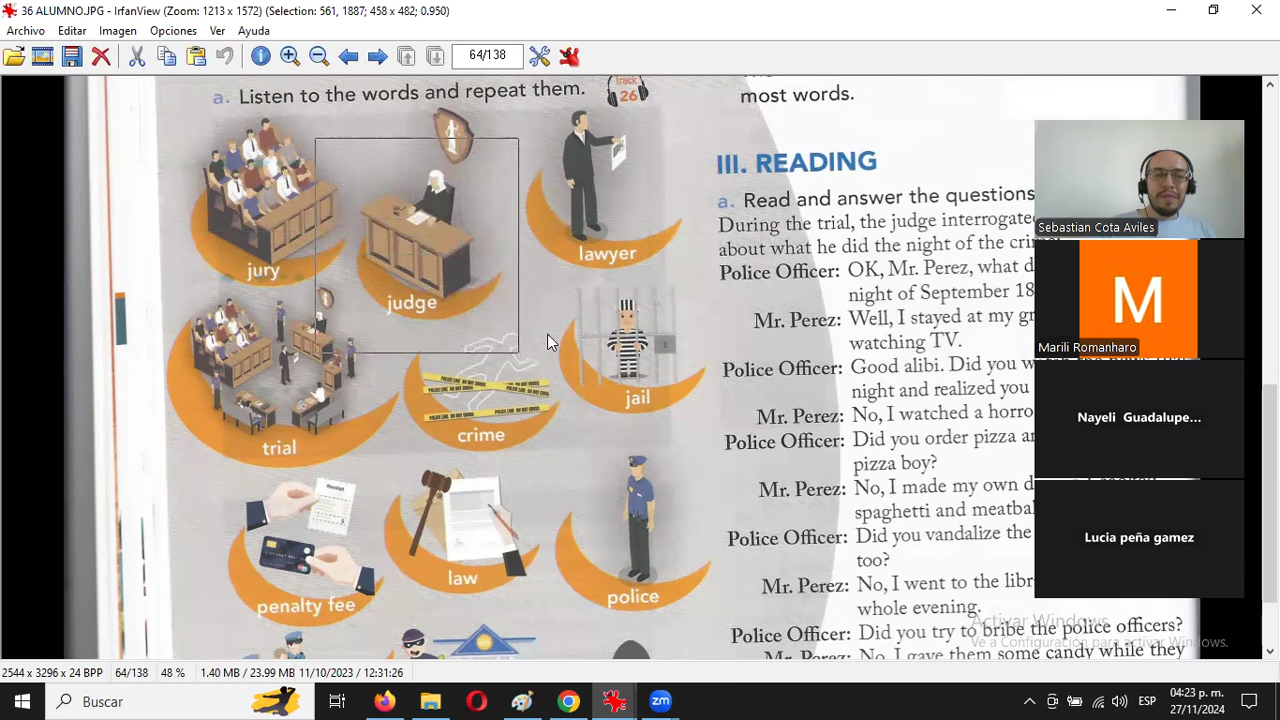 36 ALUMNO.JPG - IrfanView (Zoom: 1213 x 1572) (Selection: 561, 1887; 458 x 482; 0.950)
Archivo Editar Imagen Opciones Ver Ayuda
64/138
a. Listen to the words and repeat them.
Track
26
jury
judge
lawyer
trial
crime
jail
penalty fee
law
police
POLICE LINE DO NOT CROSS
most words.
III. READING
a. Read and answer the questions
During the trial, the judge interrogate
about what he did the night of the crim
Police Officer: OK, Mr. Perez, what d
night of September 18
Mr. Perez: Well, I stayed at my gr
watching TV.
Police Officer: Good alibi. Did you w
night and realized you
Mr. Perez: No, I watched a horro
Police Officer: Did you order pizza a
pizza boy?
Mr. Perez: No, I made my own d
spaghetti and meatba
Police Officer: Did you vandalize the
too?
Mr. Perez: No, I went to the libr
whole evening.
Police Officer: Did you try to bribe the police officers?
Mr. Perez: No, I gave them some candy while they
Sebastian Cota Aviles
M
Marili Romanharo
Nayeli Guadalupe...
Lucia peña gamez
Activar Windows
Ve a Configuración para activar Windows.
2544 x 3296 x 24 BPP 64/138 48 % 1.40 MB / 23.99 MB 11/10/2023 / 12:31:26
Buscar
zm
ESP
04:23 p. m.
27/11/2024